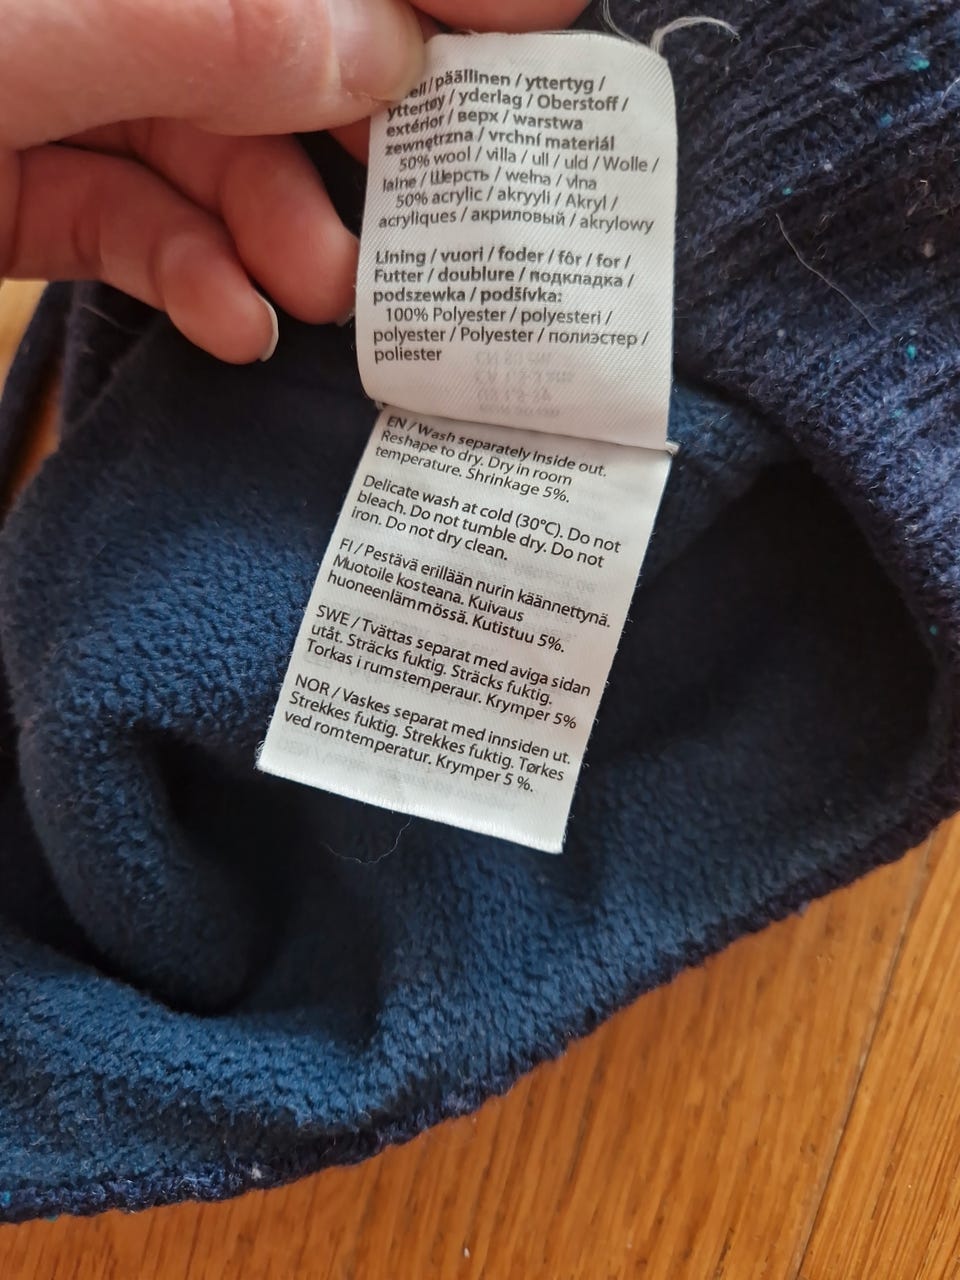 / päällinen / yttertyg /
yttertøy / yderlag / Oberstoff /
extérior / верх / warstwa
zewnętrzna / vrchní materiál
50% wool / villa / ull / uld / Wolle /
laine / Шерсть / wełna / vlna
50% acrylic / akryyli / Akryl /
acryliques / акриловый / akrylowy
Lining / vuori / foder / fôr / for /
Futter / doublure / подкладка /
podszewka / podšívka:
100% Polyester / polyesteri /
polyester / Polyester / полиэстер /
poliester
EN / Wash separately inside out.
Reshape to dry. Dry in room
temperature. Shrinkage 5%.
Delicate wash at cold (30°C). Do not
bleach. Do not tumble dry. Do not
iron. Do not dry clean.
FI / Pestävä erillään nurin käännettynä.
Muotoile kosteana. Kuivaus
huoneenlämmössä. Kutistuu 5%.
SWE / Tvättas separat med aviga sidan
utåt. Sträcks fuktig. Sträcks fuktig.
Torkas i rumstemperaur. Krymper 5%
NOR / Vaskes separat med innsiden ut.
Strekkes fuktig. Strekkes fuktig. Tørkes
ved romtemperatur. Krymper 5 %.